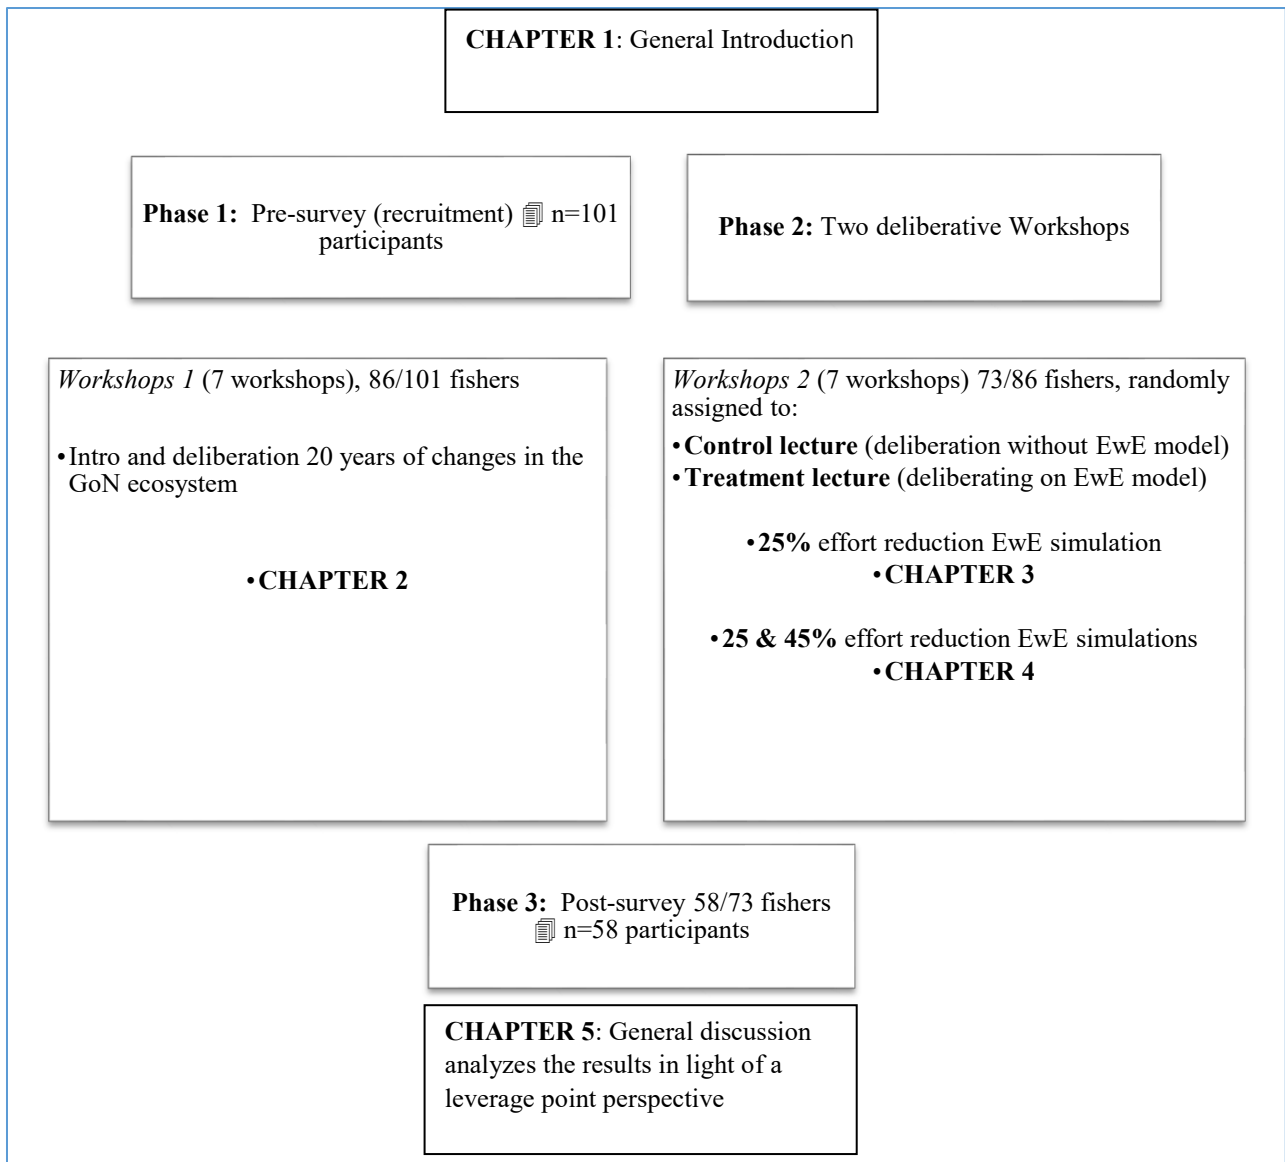 CHAPTER 1: General Introduction
Phase 1: Pre-survey (recruitment) 🗐 n=101
participants
Phase 2: Two deliberative Workshops
Workshops 1 (7 workshops), 86/101 fishers
•Intro and deliberation 20 years of changes in the
GoN ecosystem
•CHAPTER 2
Workshops 2 (7 workshops) 73/86 fishers, randomly
assigned to:
•Control lecture (deliberation without EwE model)
•Treatment lecture (deliberating on EwE model)
•25% effort reduction EwE simulation
•CHAPTER 3
•25 & 45% effort reduction EwE simulations
•CHAPTER 4
Phase 3: Post-survey 58/73 fishers
🗐 n=58 participants
CHAPTER 5: General discussion
analyzes the results in light of a
leverage point perspective